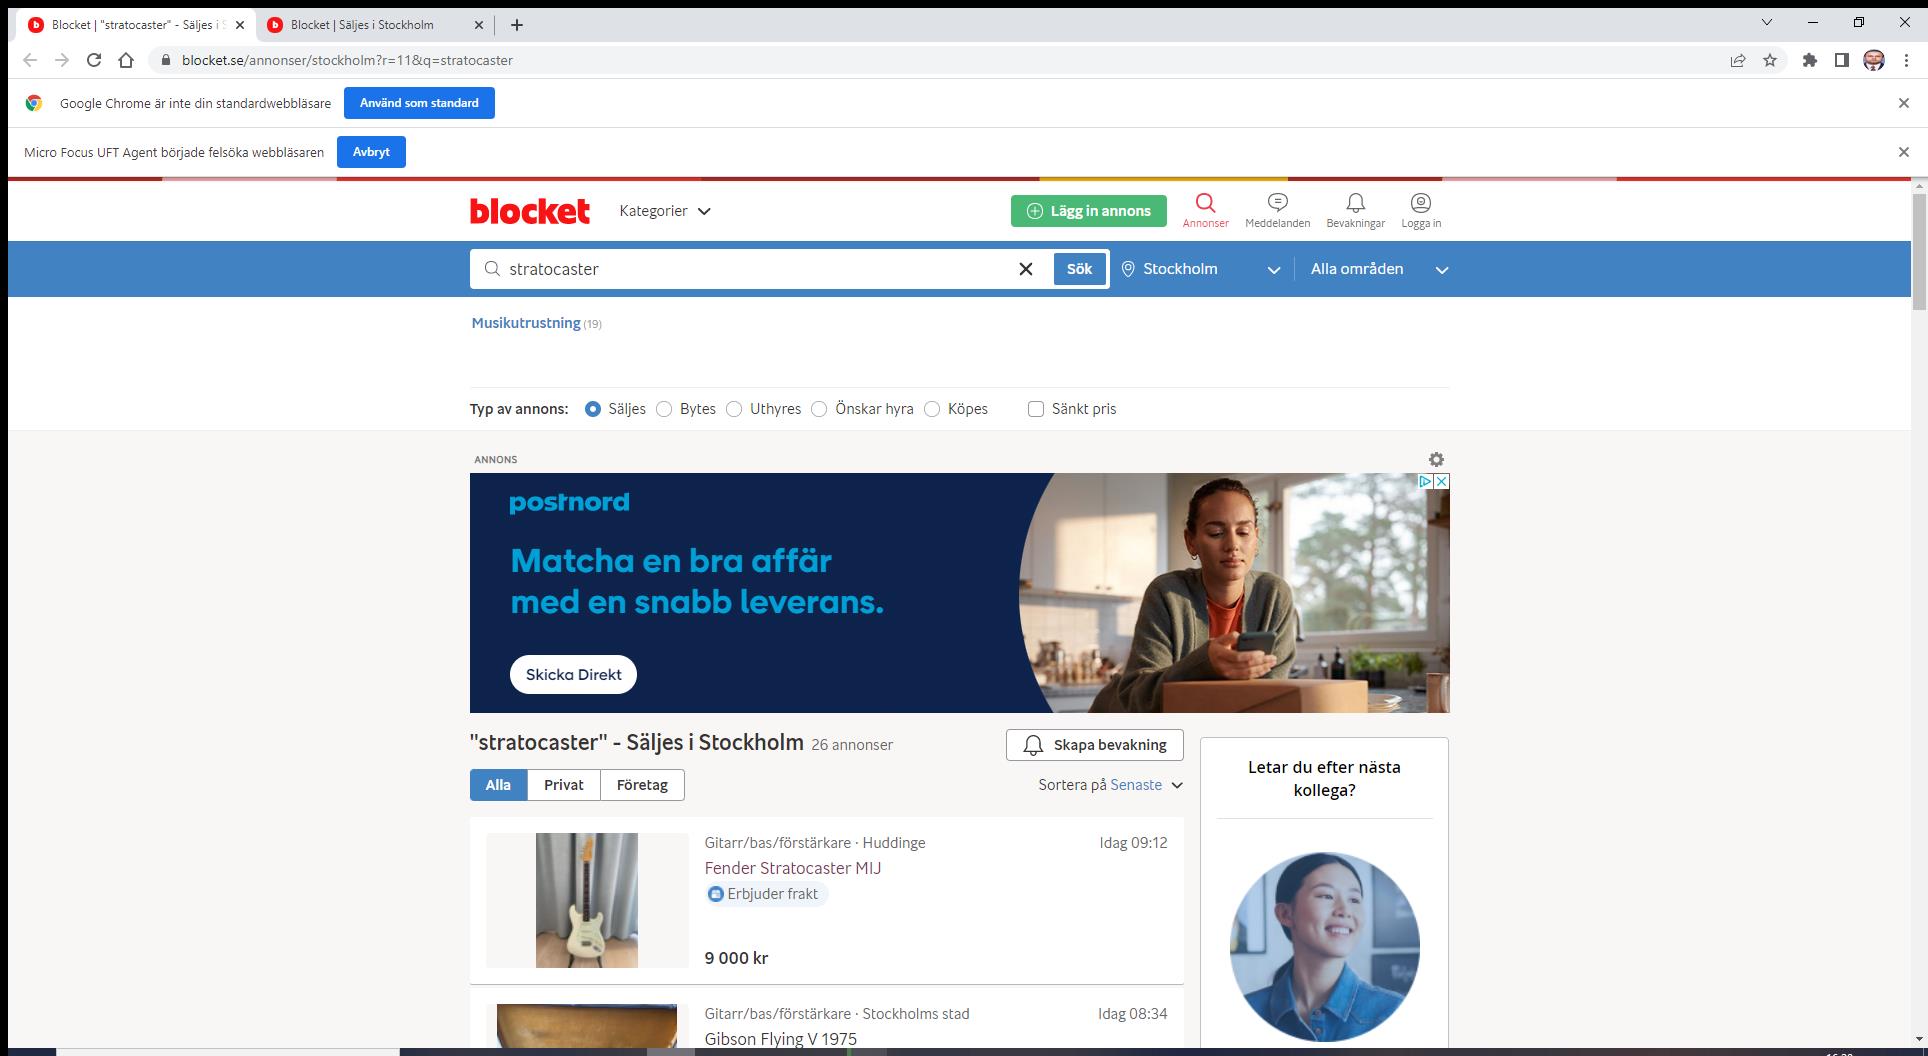 Blocket | "stratocaster" - Säljes i S
Blocket | Säljes i Stockholm
blocket.se/annonser/stockholm?r=11&q=stratocaster
Google Chrome är inte din standardwebbläsare
Använd som standard
Micro Focus UFT Agent började felsöka webbläsaren
Avbryt
blocket
Kategorier
Lägg in annons
Annonser
Meddelanden
Bevakningar
Logga in
stratocaster
Sök
Stockholm
Alla områden
Musikutrustning (19)
Typ av annons:
Säljes
Bytes
Uthyres
Önskar hyra
Köpes
Sänkt pris
ANNONS
postnord
Matcha en bra affär
med en snabb leverans.
Skicka Direkt
"stratocaster" - Säljes i Stockholm 26 annonser
Skapa bevakning
Alla
Privat
Företag
Sortera på Senaste
Gitarr/bas/förstärkare · Huddinge
Idag 09:12
Fender Stratocaster MIJ
Erbjuder frakt
9 000 kr
Gitarr/bas/förstärkare · Stockholms stad
Idag 08:34
Gibson Flying V 1975
Letar du efter nästa
kollega?